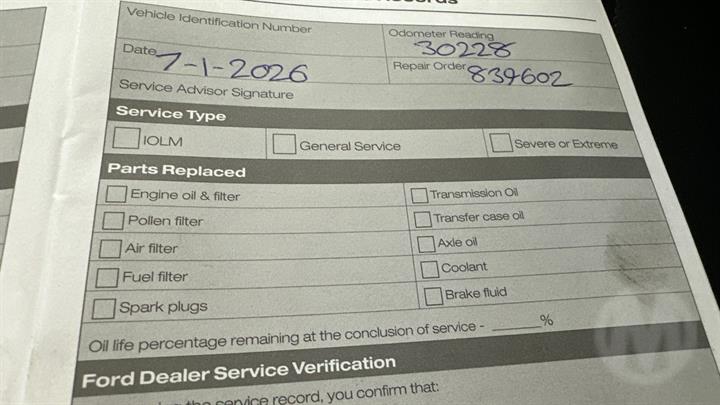 Vehicle Identification Number
Odometer Reading
30228
Date 7-1-2026
Repair Order 839602
Service Advisor Signature
Service Type
IOLM
General Service
Severe or Extreme
Parts Replaced
Engine oil & filter
Transmission Oil
Pollen filter
Transfer case oil
Air filter
Axle oil
Fuel filter
Coolant
Spark plugs
Brake fluid
Oil life percentage remaining at the conclusion of service - ______%
Ford Dealer Service Verification
service record, you confirm that: